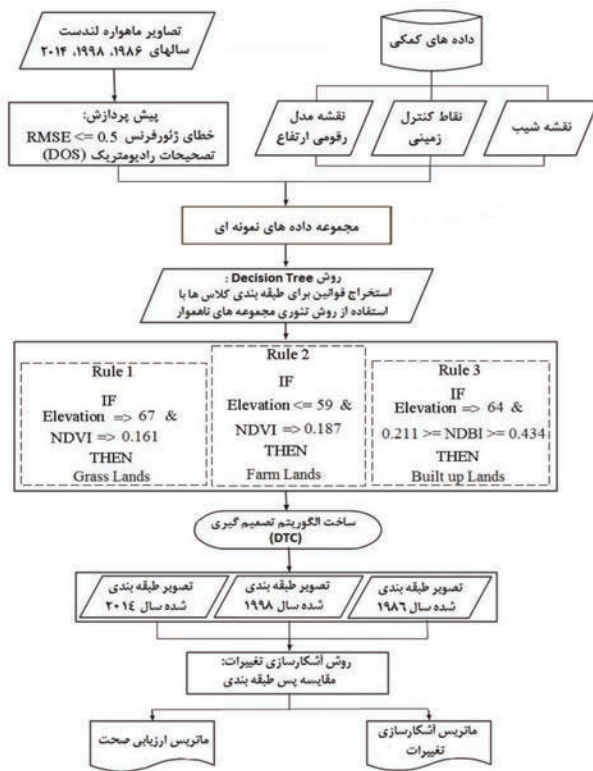 تصاویر ماهواره لندست
سالهای ۱۹۸۶، ۱۹۹۸، ۲۰۱۴
داده های کمکی
پیش پردازش:
خطای ژئورفرنس RMSE <= 0.5
تصحیحات رادیومتریک (DOS)
نقشه مدل
رقومی ارتفاع
نقاط کنترل
زمینی
نقشه شیب
مجموعه داده های نمونه ای
روش Decision Tree :
استخراج قوانین برای طبقه بندی کلاس ها با
استفاده از روش تئوری مجموعه های ناهموار
Rule 1
IF
Elevation => 67 &
NDVI => 0.161
THEN
Grass Lands
Rule 2
IF
Elevation <= 59 &
NDVI => 0.187
THEN
Farm Lands
Rule 3
IF
Elevation => 64 &
0.211 >= NDBI >= 0.434
THEN
Built up Lands
ساخت الگوریتم تصمیم گیری
(DTC)
تصویر طبقه بندی
شده سال ۲۰۱٤
تصویر طبقه بندی
شده سال ۱۹۹۸
تصویر طبقه بندی
شده سال ۱۹۸۶
روش آشکارسازی تغییرات:
مقایسه پس طبقه بندی
ماتریس ارزیابی صحت
ماتریس آشکارسازی
تغییرات